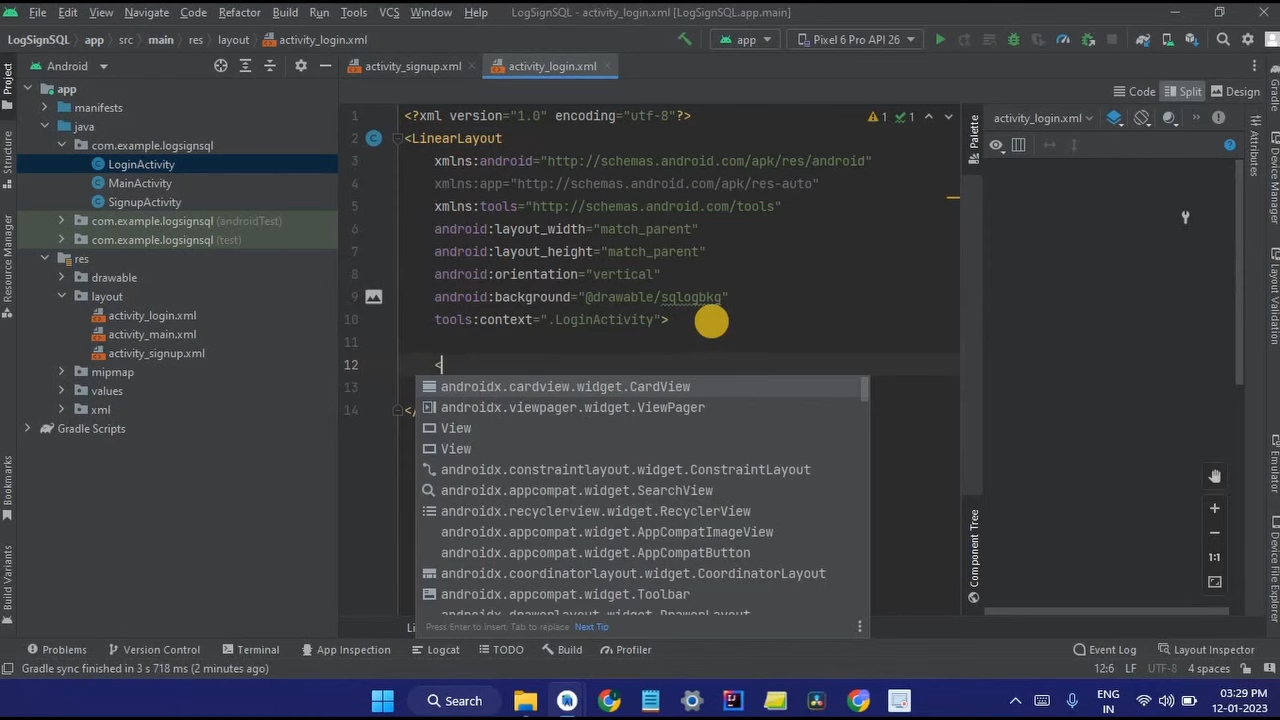 File Edit View Navigate Code Refactor Build Run Tools VCS Window Help LogSignSQL - activity_login.xml [LogSignSQL.app.main]
LogSignSQL app src main res layout activity_login.xml app Pixel 6 Pro API 26
Project
Android
activity_signup.xml activity_login.xml
Gradle
app
manifests
java
com.example.logsignsql
LoginActivity
MainActivity
SignupActivity
com.example.logsignsql (androidTest)
com.example.logsignsql (test)
res
drawable
layout
activity_login.xml
activity_main.xml
activity_signup.xml
mipmap
values
xml
Gradle Scripts
Structure
Resource Manager
Bookmarks
Build Variants
Code Split Design
1 <?xml version="1.0" encoding="utf-8"?>
2 <LinearLayout
3 xmlns:android="http://schemas.android.com/apk/res/android"
4 xmlns:app="http://schemas.android.com/apk/res-auto"
5 xmlns:tools="http://schemas.android.com/tools"
6 android:layout_width="match_parent"
7 android:layout_height="match_parent"
8 android:orientation="vertical"
9 android:background="@drawable/sqlogbkg"
10 tools:context=".LoginActivity">
11
12 <
13
14 </
1 1
androidx.cardview.widget.CardView
androidx.viewpager.widget.ViewPager
View
View
androidx.constraintlayout.widget.ConstraintLayout
androidx.appcompat.widget.SearchView
androidx.recyclerview.widget.RecyclerView
androidx.appcompat.widget.AppCompatImageView
androidx.appcompat.widget.AppCompatButton
androidx.coordinatorlayout.widget.CoordinatorLayout
androidx.appcompat.widget.Toolbar
androidx.drawerlayout.widget.DrawerLayout
Press Enter to insert, Tab to replace Next Tip
Li
Palette
activity_login.xml
Component Tree
1:1
Attributes
Device Manager
Layout Validation
Emulator
Device File Explorer
Problems Version Control Terminal App Inspection Logcat TODO Build Profiler Event Log Layout Inspector
Gradle sync finished in 3 s 718 ms (2 minutes ago) 12:6 LF UTF-8 4 spaces
Search
ENG
IN
03:29 PM
12-01-2023